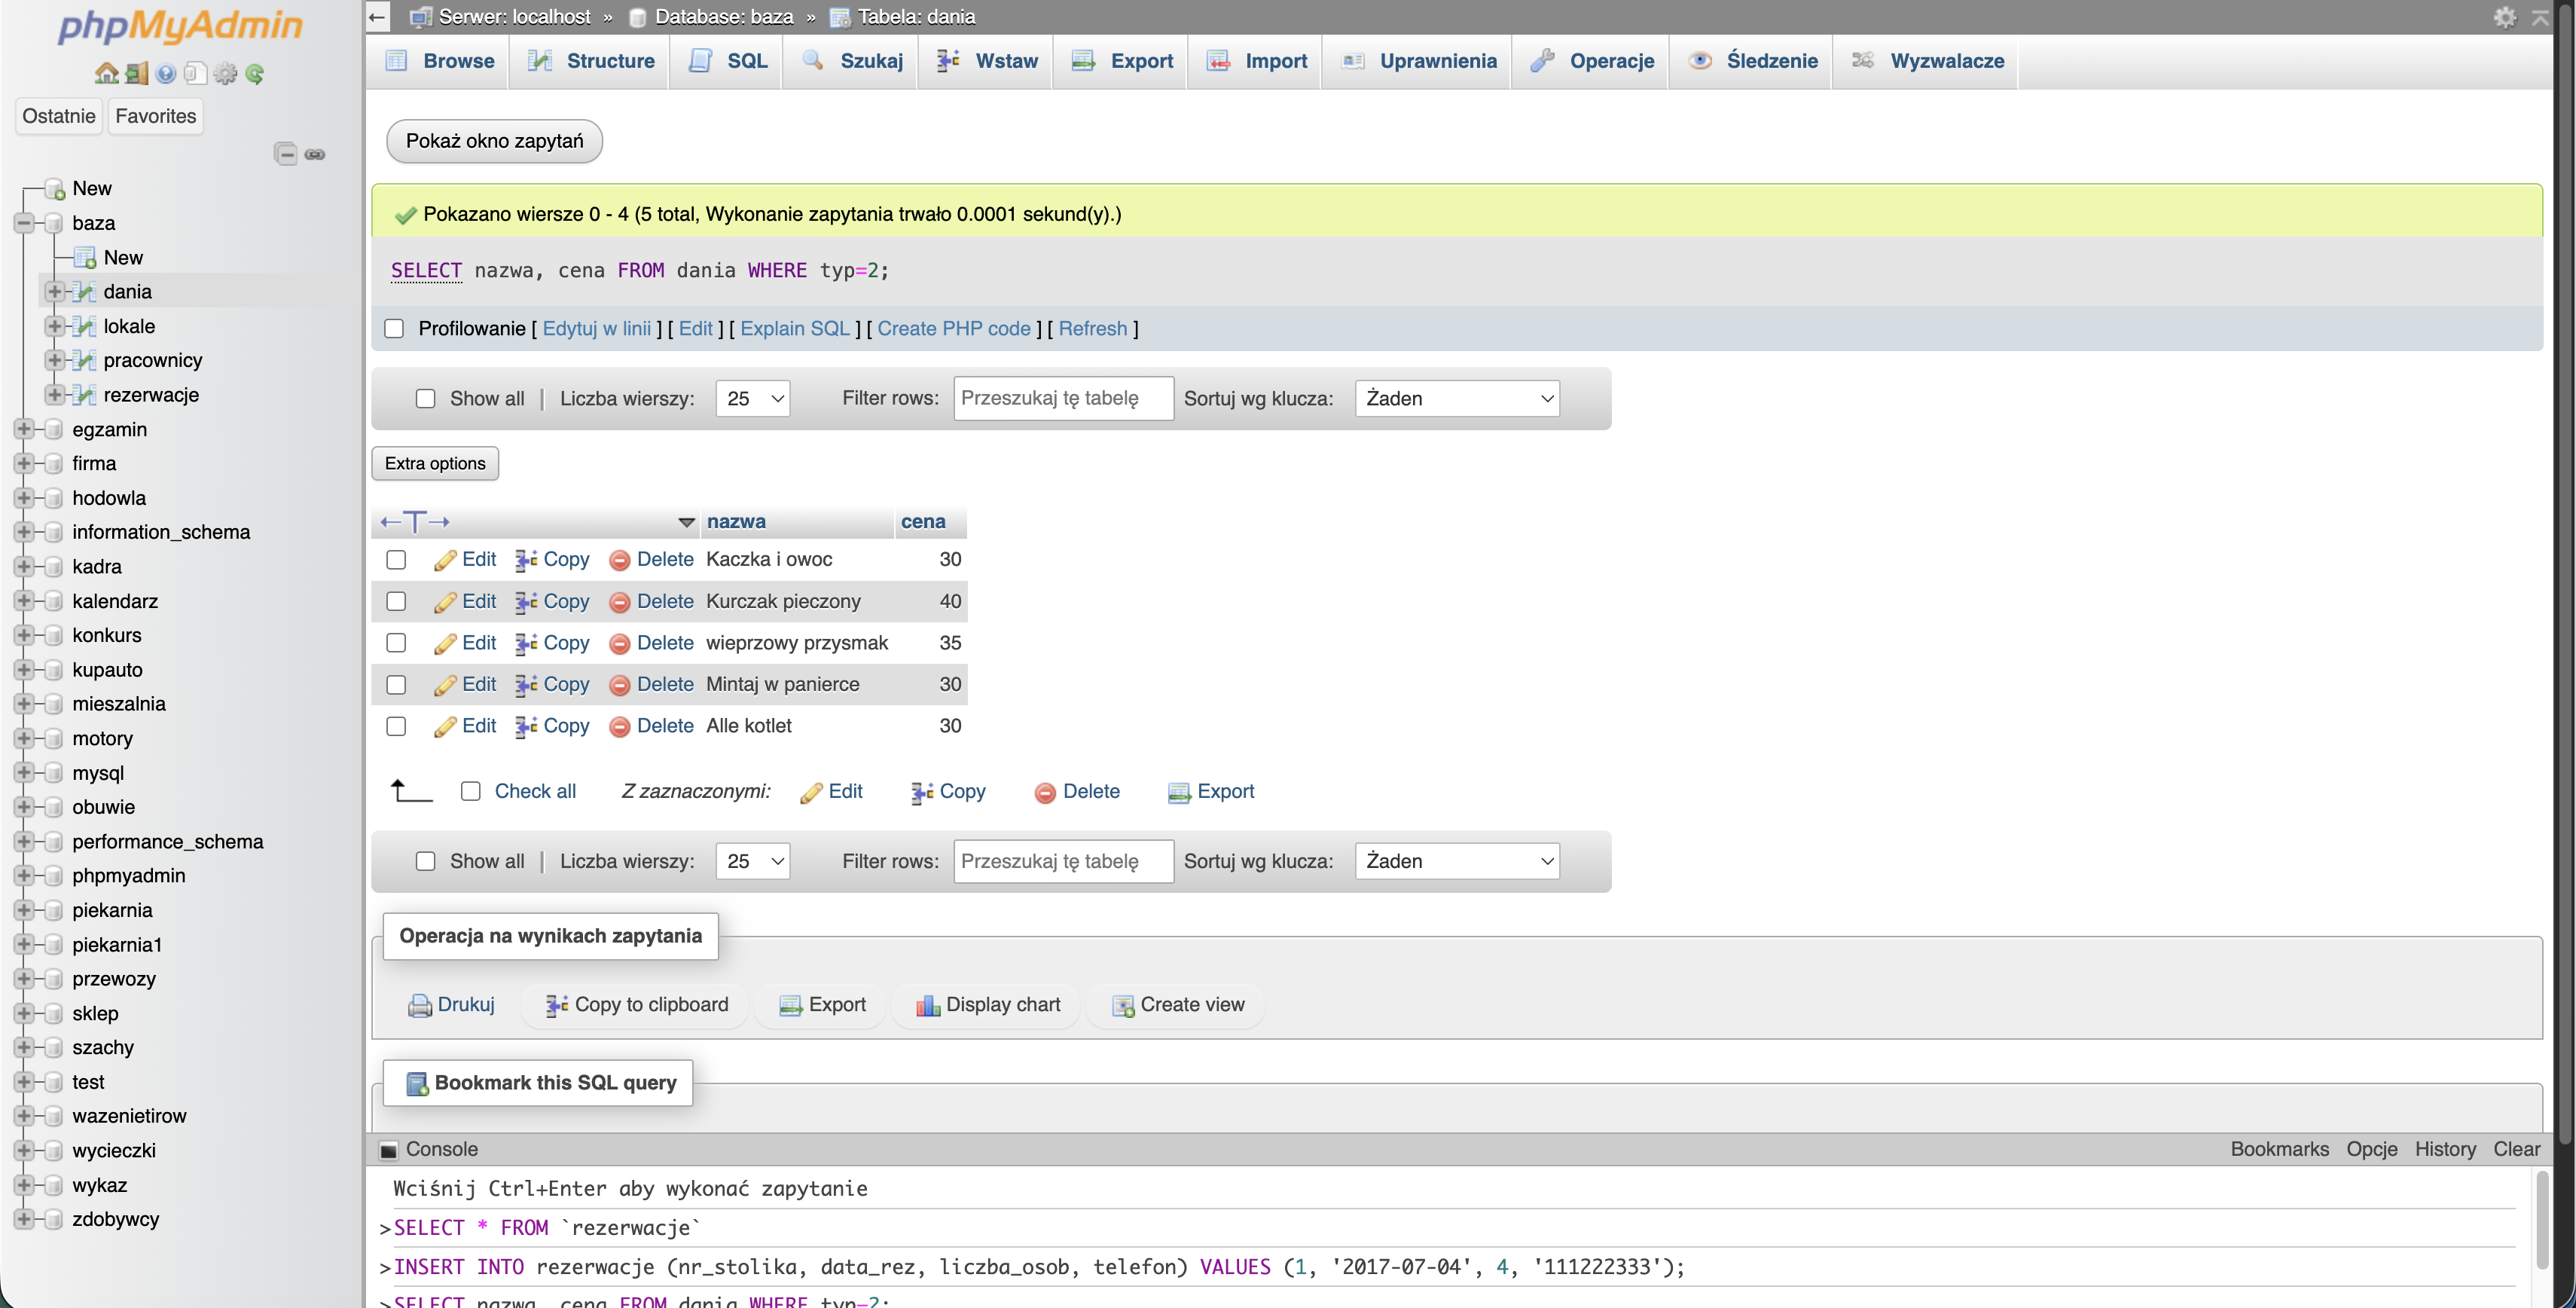 phpMyAdmin
Ostatnie Favorites
New
baza
New
dania
lokale
pracownicy
rezerwacje
egzamin
firma
hodowla
information_schema
kadra
kalendarz
konkurs
kupauto
mieszalnia
motory
mysql
obuwie
performance_schema
phpmyadmin
piekarnia
piekarnia1
przewozy
sklep
szachy
test
wazenietirow
wycieczki
wykaz
zdobywcy
Serwer: localhost » Database: baza » Tabela: dania
Browse Structure SQL Szukaj Wstaw Export Import Uprawnienia Operacje Śledzenie Wyzwalacze
Pokaż okno zapytań
Pokazano wiersze 0 - 4 (5 total, Wykonanie zapytania trwało 0.0001 sekund(y).)
SELECT nazwa, cena FROM dania WHERE typ=2;
Profilowanie [ Edytuj w linii ] [ Edit ] [ Explain SQL ] [ Create PHP code ] [ Refresh ]
Show all | Liczba wierszy: 25 Filter rows: Przeszukaj tę tabelę Sortuj wg klucza: Żaden
Extra options
←T→ nazwa cena
Edit Copy Delete Kaczka i owoc 30
Edit Copy Delete Kurczak pieczony 40
Edit Copy Delete wieprzowy przysmak 35
Edit Copy Delete Mintaj w panierce 30
Edit Copy Delete Alle kotlet 30
Check all Z zaznaczonymi: Edit Copy Delete Export
Show all | Liczba wierszy: 25 Filter rows: Przeszukaj tę tabelę Sortuj wg klucza: Żaden
Operacja na wynikach zapytania
Drukuj Copy to clipboard Export Display chart Create view
Bookmark this SQL query
Console Bookmarks Opcje History Clear
Wciśnij Ctrl+Enter aby wykonać zapytanie
>SELECT * FROM `rezerwacje`
>INSERT INTO rezerwacje (nr_stolika, data_rez, liczba_osob, telefon) VALUES (1, '2017-07-04', 4, '111222333');
>SELECT nazwa, cena FROM dania WHERE typ=2;